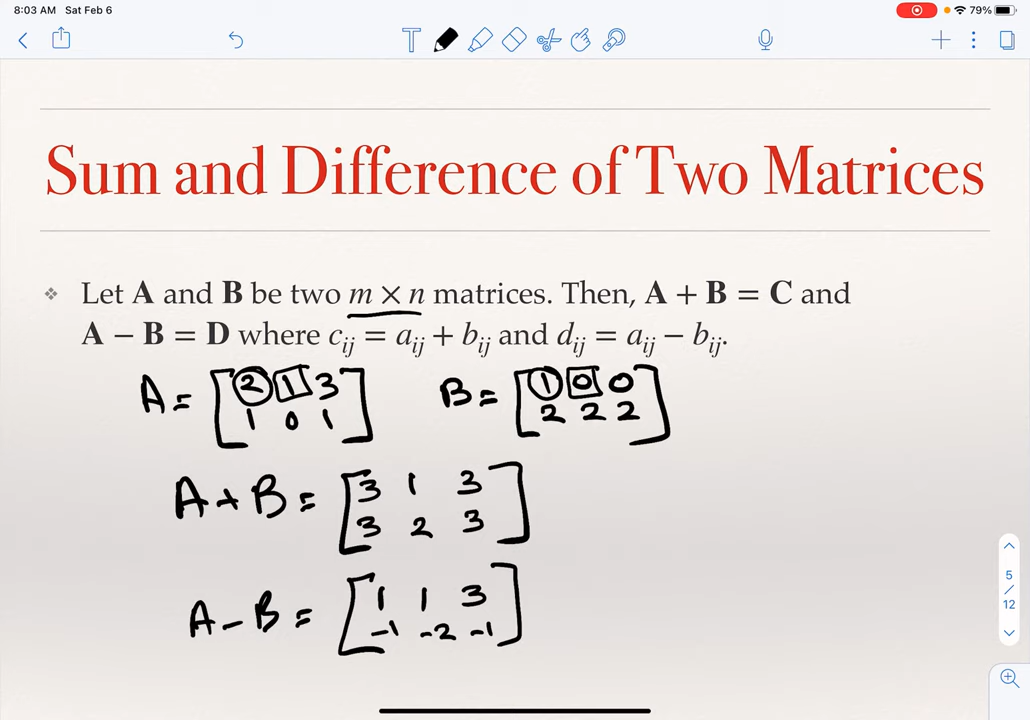 8:03 AM Sat Feb 6 79%
T
Sum and Difference of Two Matrices
❖ Let A and B be two m × n matrices. Then, A + B = C and
A − B = D where cᵢⱼ = aᵢⱼ + bᵢⱼ and dᵢⱼ = aᵢⱼ − bᵢⱼ.
A = [2 1 3 B = [1 0 0
1 0 1] 2 2 2]
A + B = [3 1 3
3 2 3]
A − B = [1 1 3
-1 -2 -1]
5
/
12